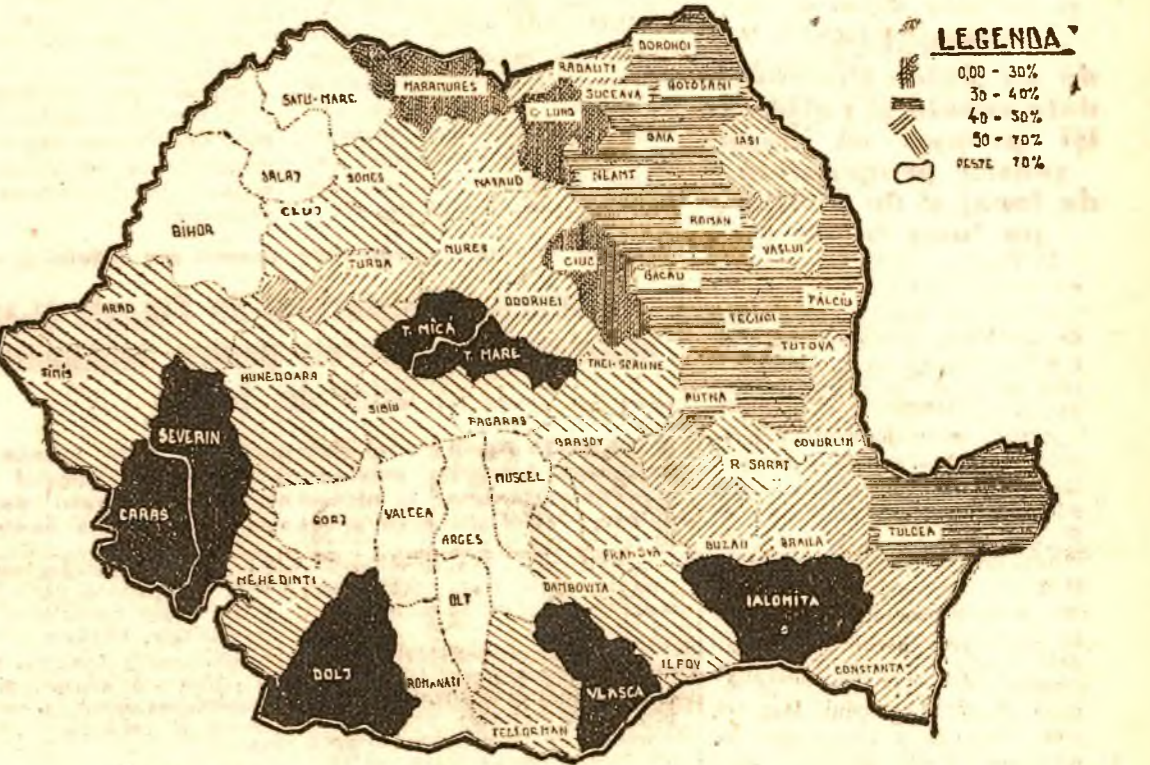 LEGENDA
0,00 - 30%
30 - 40%
40 - 50%
50 - 70%
PESTE 70%
DOROHOI
RADAUTI
SATU-MARE
MARAMURES
SUCEAVA
BOTOSANI
C-LUNG
BAIA
IASI
SALAJ
SOMES
NASAUD
NEAMT
CLUJ
ROMAN
BIHOR
MURES
VASLUI
TURDA
CIUC
BACAU
ARAD
ODORHEI
FĂLCIU
T. MICĂ
TECUCI
T. MARE
TUTOVA
TIMIS
HUNEDOARA
TREI-SCAUNE
SIBIU
PUTNA
FAGARAS
SEVERIN
BRASOV
COVURLUI
R-SARAT
MUSCEL
CARAS
GORJ
VALCEA
ARGES
TULCEA
PRAHOVA
BUZAU
BRAILA
MEHEDINTI
DAMBOVITA
OLT
IALOMITA
DOLJ
ILFOV
CONSTANTA
ROMANATI
VLASCA
TELEORMAN